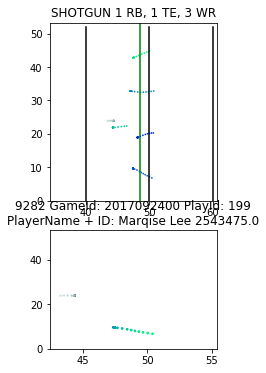 SHOTGUN 1 RB, 1 TE, 3 WR
50
40
30
20
10
0
40 50 60
9282 GameId: 2017092400 PlayId: 199
PlayerName + ID: Marqise Lee 2543475.0
40
20
0
45 50 55